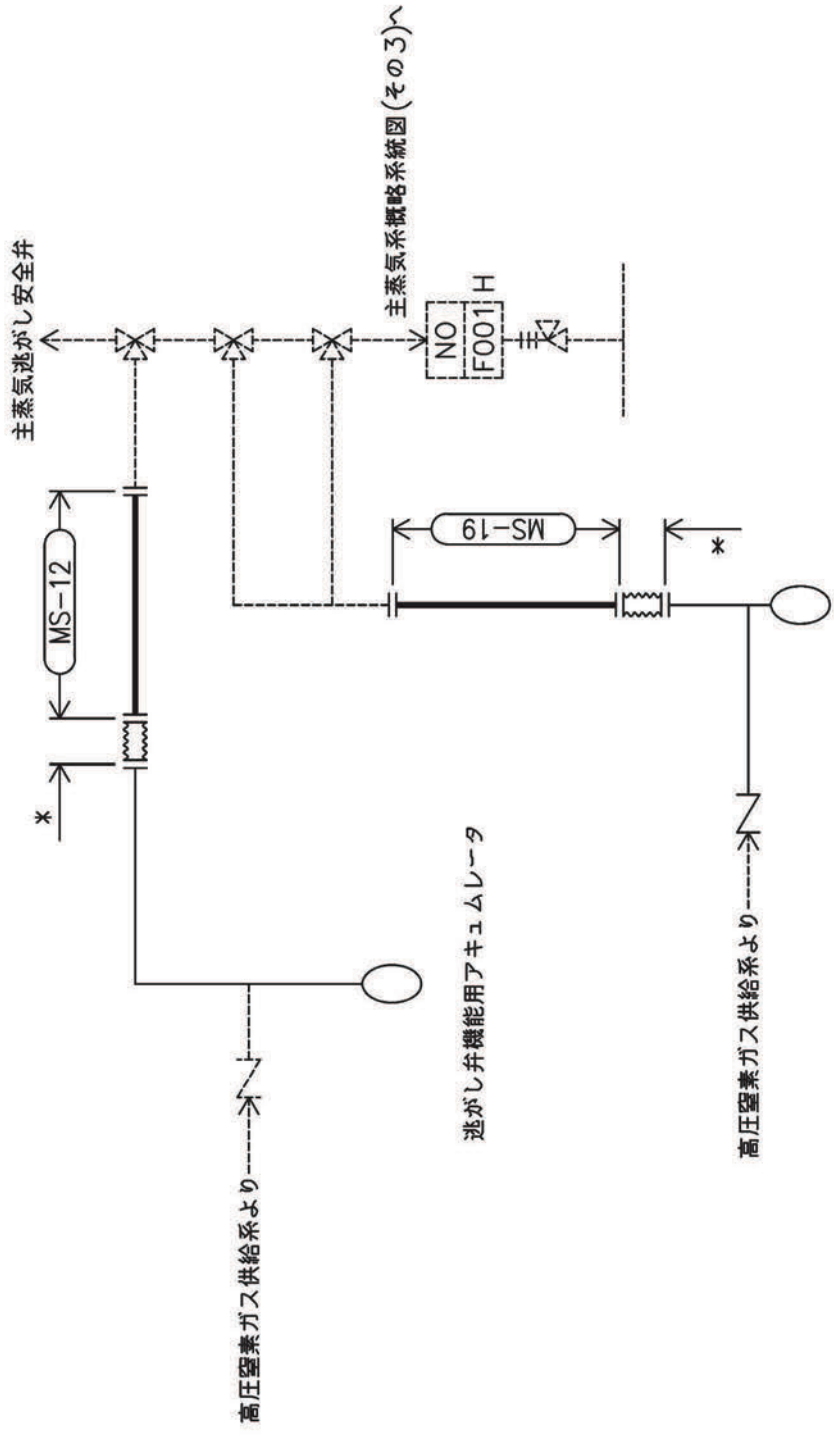 主蒸気逃がし安全弁
主蒸気系概略系統図(その3)へ
MS-12
*
NO
F001
H
MS-19
*
逃がし弁機能用アキュムレータ
高圧窒素ガス供給系より
高圧窒素ガス供給系より